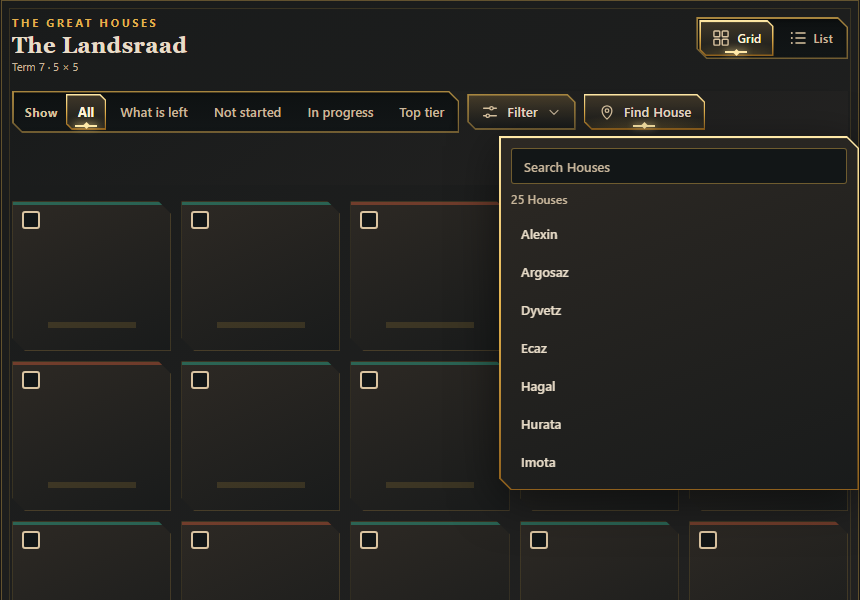 THE GREAT HOUSES
The Landsraad
Term 7 · 5 × 5
Grid
List
Show All What is left Not started In progress Top tier
Filter
Find House
Search Houses
25 Houses
Alexin
Argosaz
Dyvetz
Ecaz
Hagal
Hurata
Imota